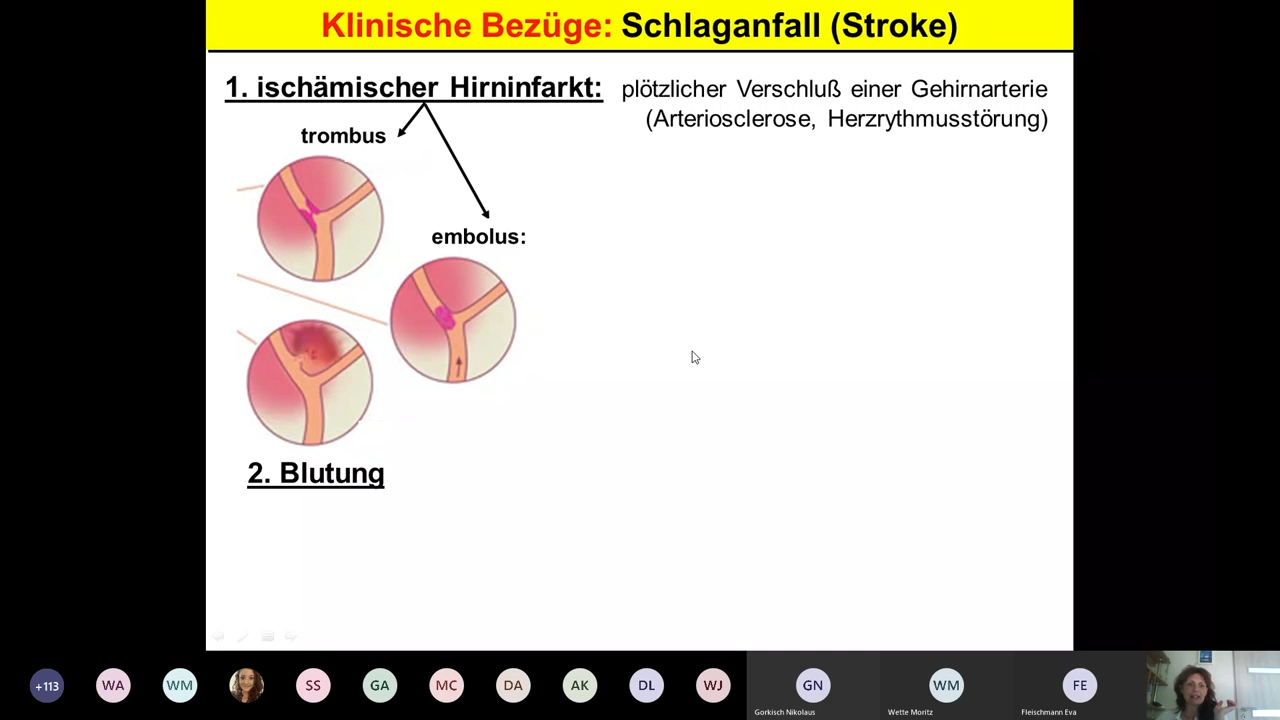 Klinische Bezüge: Schlaganfall (Stroke)
1. ischämischer Hirninfarkt: plötzlicher Verschluß einer Gehirnarterie
(Arteriosclerose, Herzrythmusstörung)
trombus
embolus:
2. Blutung
+113 WA WM SS GA MC DA AK DL WJ GN WM FE
Gorkisch Nikolaus Wette Moritz Fleischmann Eva